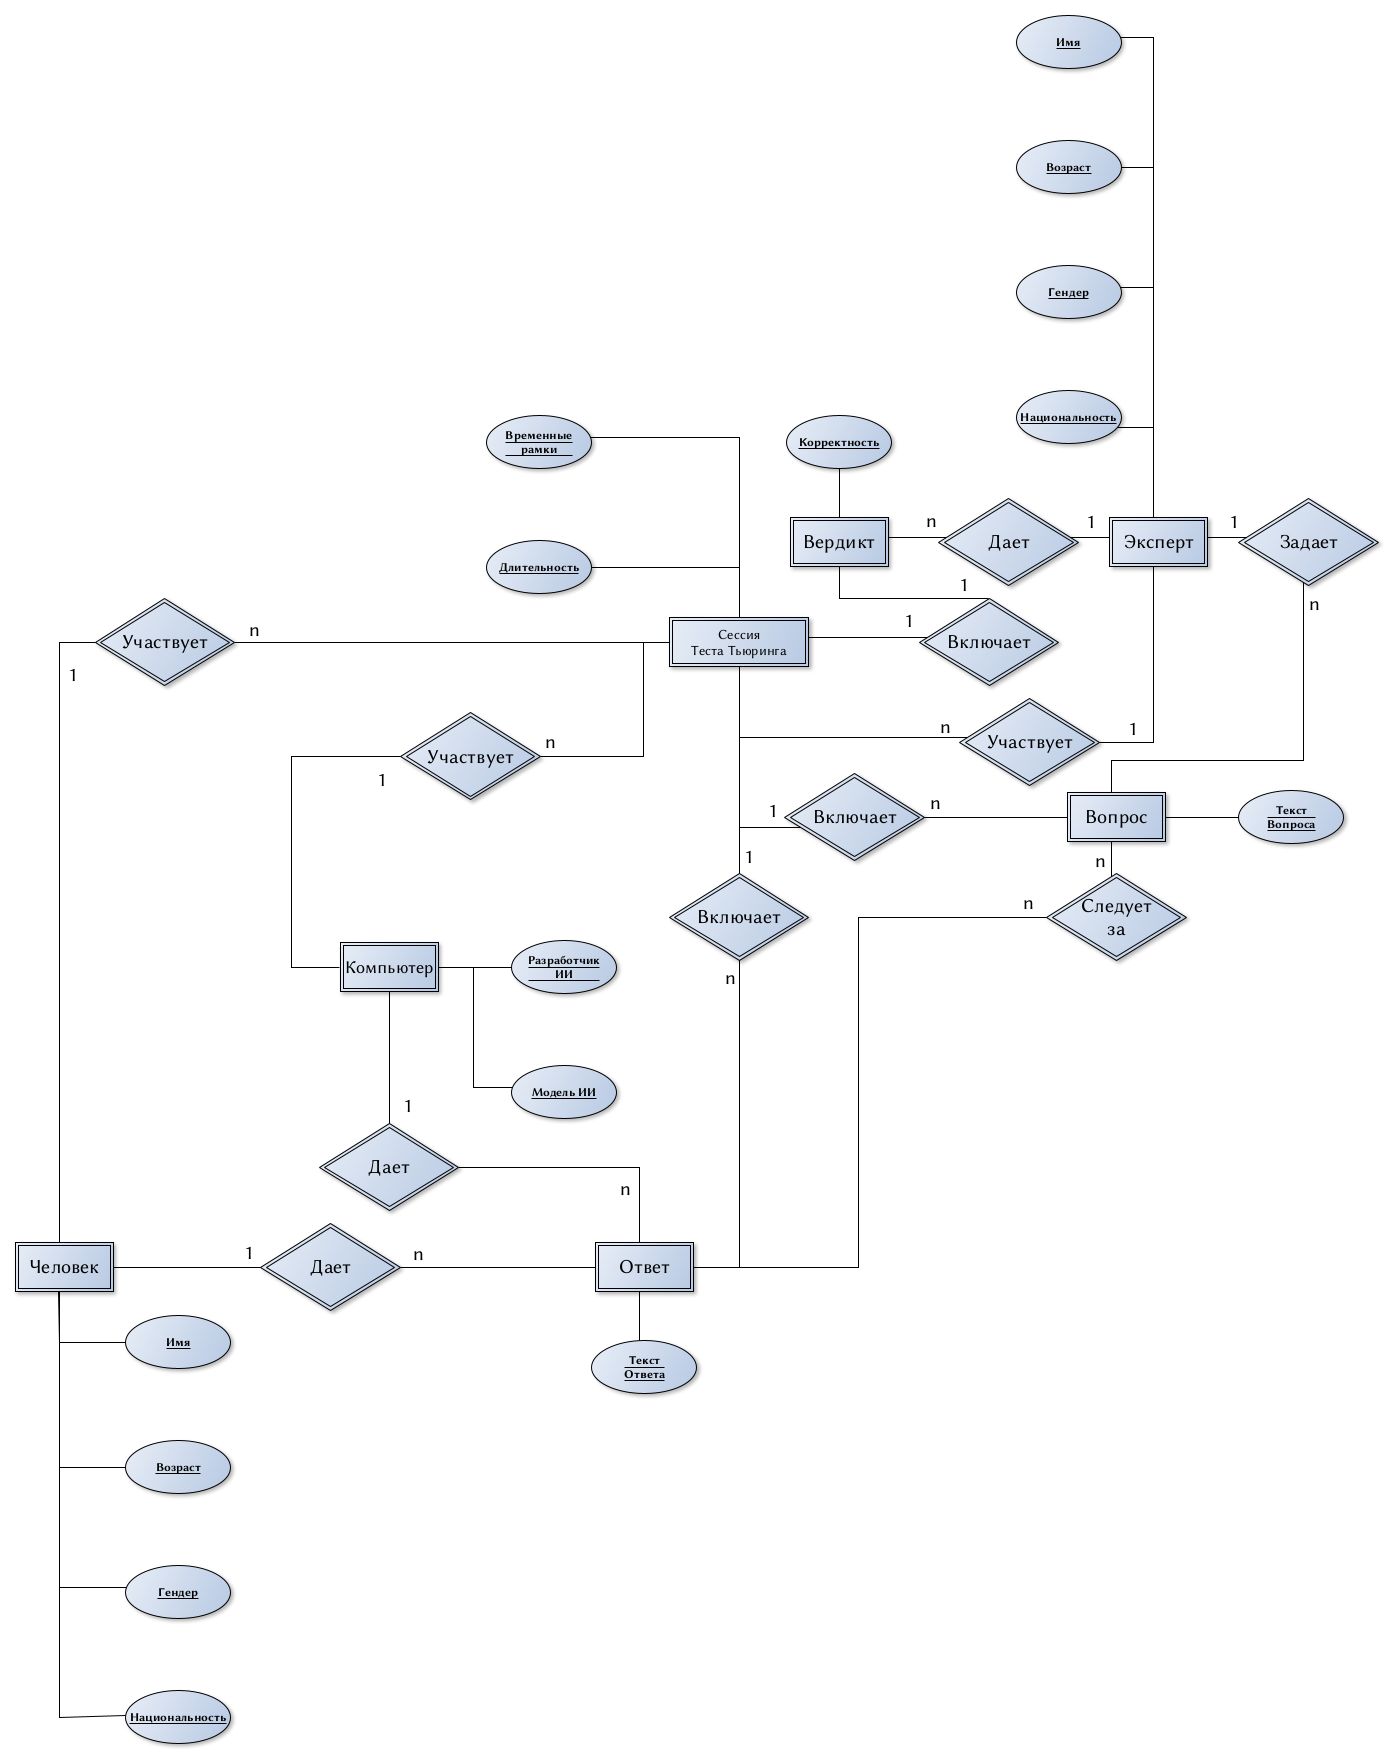 Имя
Возраст
Гендер
Национальность
Временные
рамки
Корректность
Длительность
Вердикт
n
Дает
1
Эксперт
1
Задает
n
1
Сессия
Теста Тьюринга
1
Включает
Участвует
n
1
Участвует
n
1
n
Участвует
1
1
Включает
n
Вопрос
Текст
Вопроса
1
n
Включает
n
n
Следует
за
Компьютер
Разработчик
ИИ
Модель ИИ
1
Дает
n
Человек
1
Дает
n
Ответ
Имя
Текст
Ответа
Возраст
Гендер
Национальность